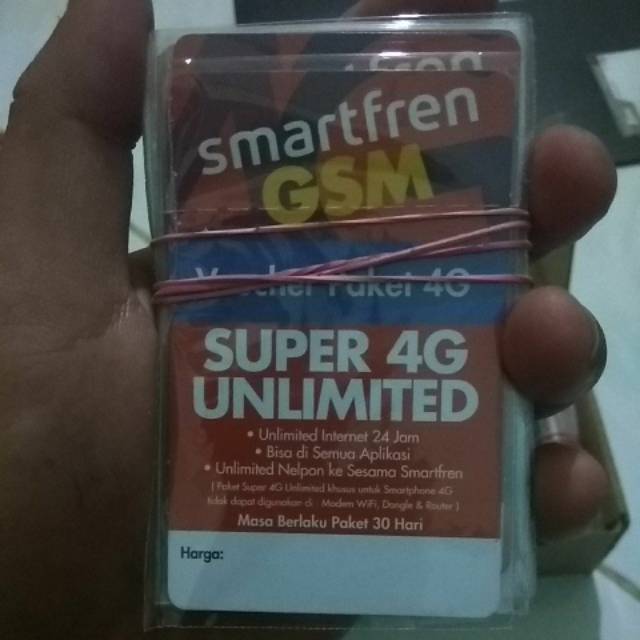 fren
smartfren
GSM
Voucher Paket 4G
SUPER 4G
UNLIMITED
• Unlimited Internet 24 Jam
• Bisa di Semua Aplikasi
• Unlimited Nelpon ke Sesama Smartfren
( Paket Super 4G Unlimited khusus untuk Smartphone 4G
tidak dapat digunakan di Modem WiFi, Dongle & Router )
Masa Berlaku Paket 30 Hari
Harga: